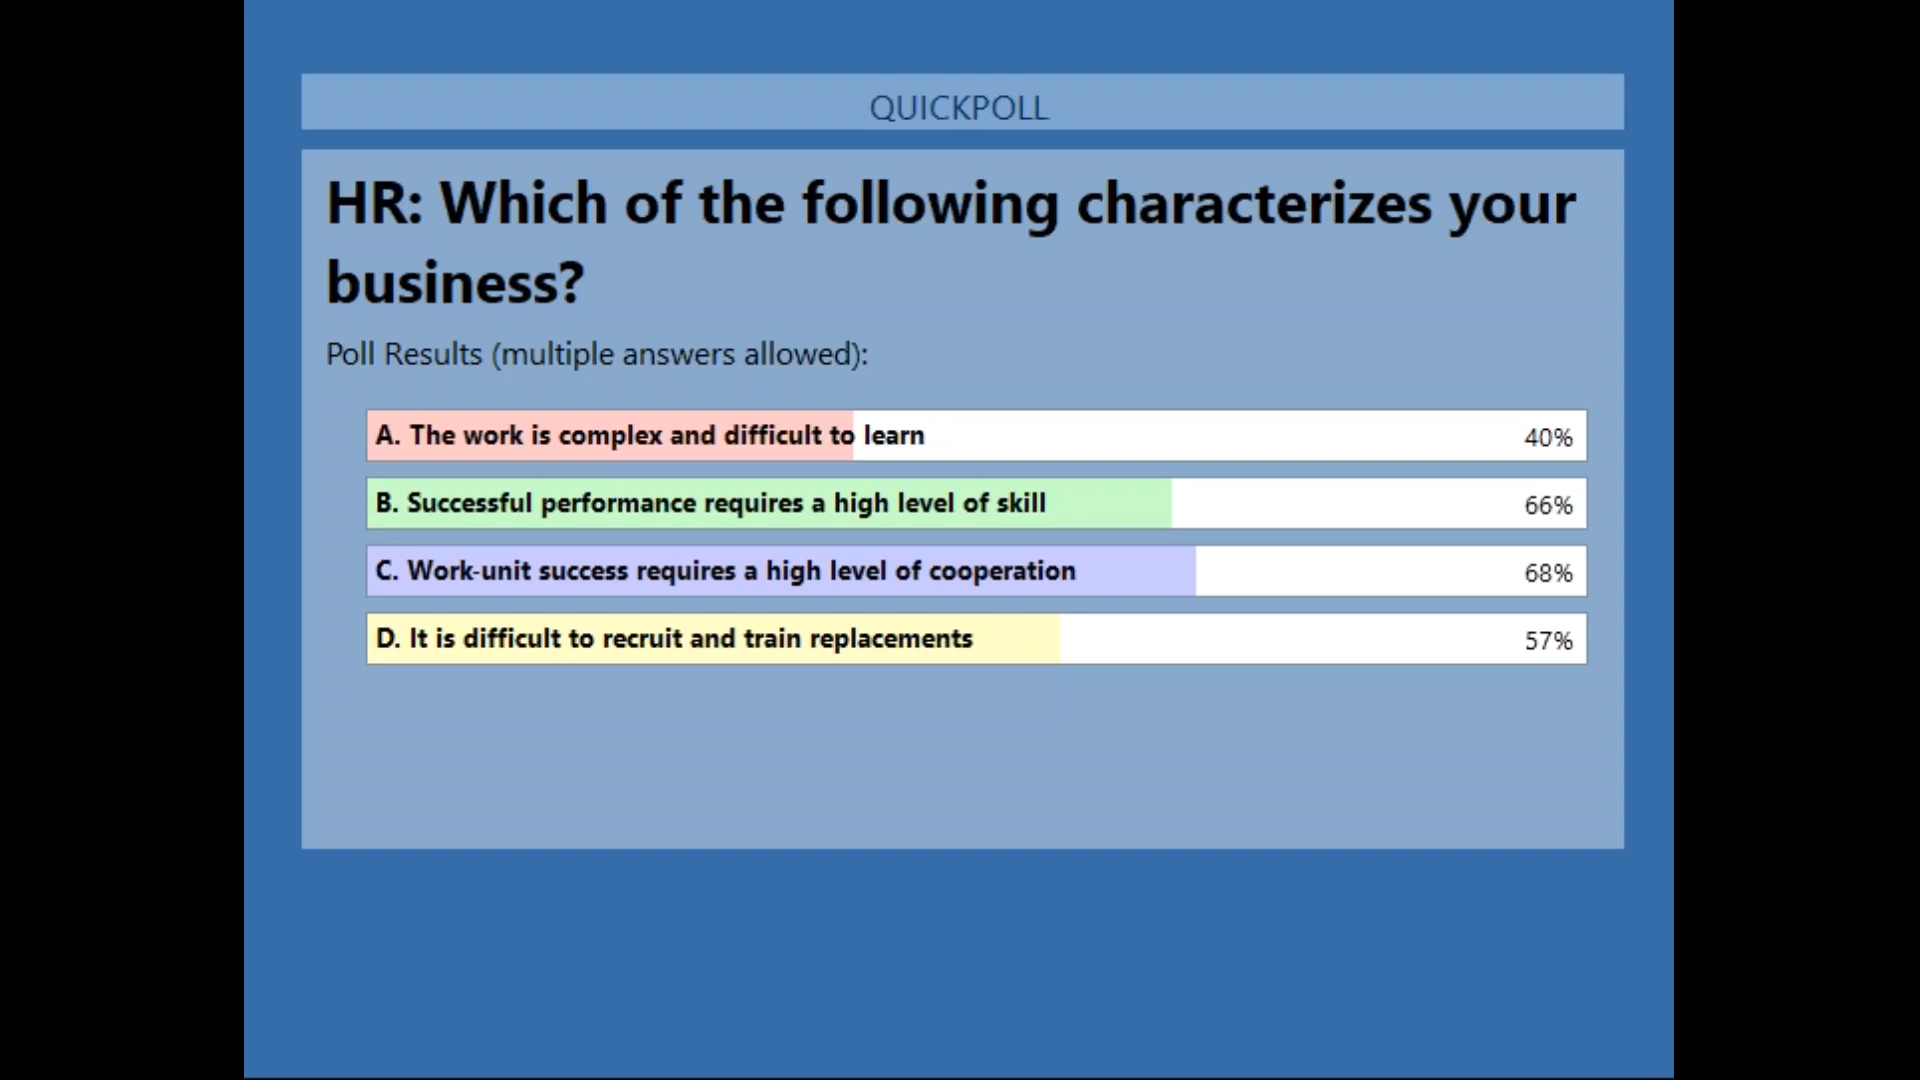 QUICKPOLL
HR: Which of the following characterizes your
business?
Poll Results (multiple answers allowed):
A. The work is complex and difficult to learn 40%
B. Successful performance requires a high level of skill 66%
C. Work-unit success requires a high level of cooperation 68%
D. It is difficult to recruit and train replacements 57%